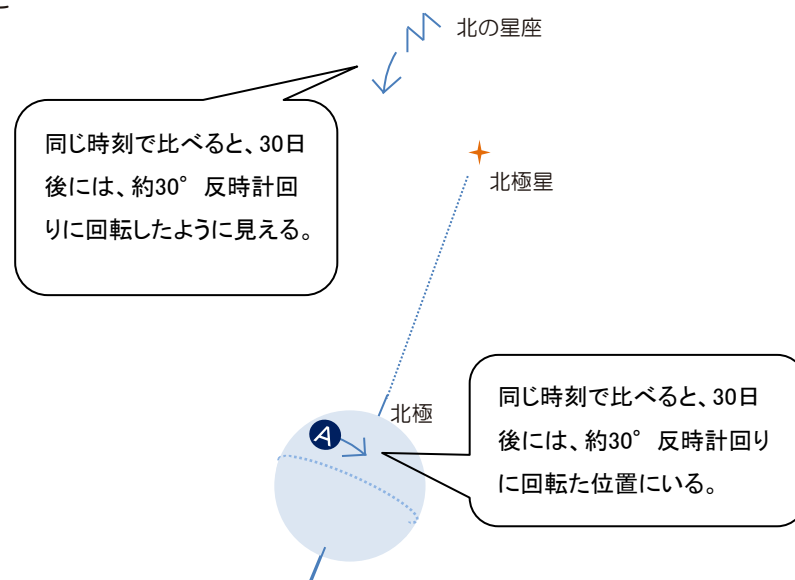 北の星座
同じ時刻で比べると、30日
後には、約30°反時計回
りに回転したように見える。
北極星
北極
A
同じ時刻で比べると、30日
後には、約30°反時計回り
に回転た位置にいる。